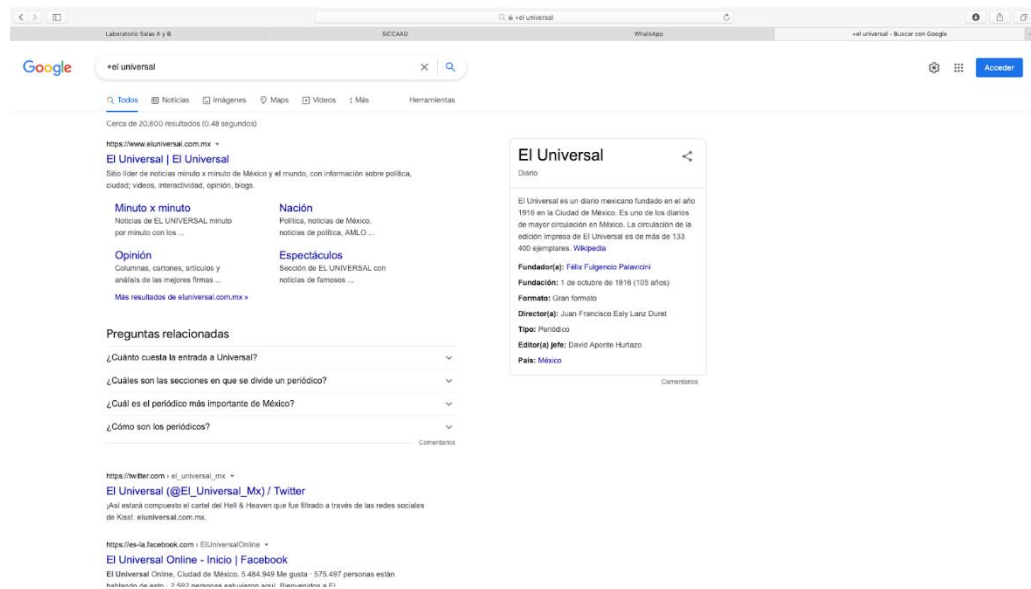 +el universal
Laboratorio Salas A y B
SICCAAD
WhatsApp
+el universal - Buscar con Google
Google
+el universal
Acceder
Todos
Noticias
Imágenes
Maps
Videos
Más
Herramientas
Cerca de 20,800 resultados (0.48 segundos)
https://www.eluniversal.com.mx
El Universal | El Universal
Sitio líder de noticias minuto x minuto de México y el mundo, con información sobre política,
ciudad; videos, interactividad, opinión, blogs.
Minuto x minuto
Noticias de EL UNIVERSAL minuto
por minuto con los ...
Nación
Política, noticias de México,
noticias de política, AMLO ...
Opinión
Columnas, cartones, artículos y
análisis de las mejores firmas ...
Espectáculos
Sección de EL UNIVERSAL con
noticias de famosos ...
Más resultados de eluniversal.com.mx »
Preguntas relacionadas
¿Cuánto cuesta la entrada a Universal?
¿Cuáles son las secciones en que se divide un periódico?
¿Cuál es el periódico más importante de México?
¿Cómo son los periódicos?
Comentarios
https://twitter.com › el_universal_mx
El Universal (@El_Universal_Mx) / Twitter
¡Así estará compuesto el cartel del Hell & Heaven que fue filtrado a través de las redes sociales
de Kiss!. eluniversal.com.mx.
https://es-la.facebook.com › ElUniversalOnline
El Universal Online - Inicio | Facebook
El Universal Online, Ciudad de México. 5.484.949 Me gusta · 575.497 personas están
hablando de esto · 2.592 personas estuvieron aquí. Bienvenidos a El
El Universal
Diario
El Universal es un diario mexicano fundado en el año
1916 en la Ciudad de México. Es uno de los diarios
de mayor circulación en México. La circulación de la
edición impresa de El Universal es de más de 133
400 ejemplares. Wikipedia
Fundador(a): Félix Fulgencio Palavicini
Fundación: 1 de octubre de 1916 (105 años)
Formato: Gran formato
Director(a): Juan Francisco Ealy Lanz Duret
Tipo: Periódico
Editor(a) jefe: David Aponte Hurtazo
País: México
Comentarios